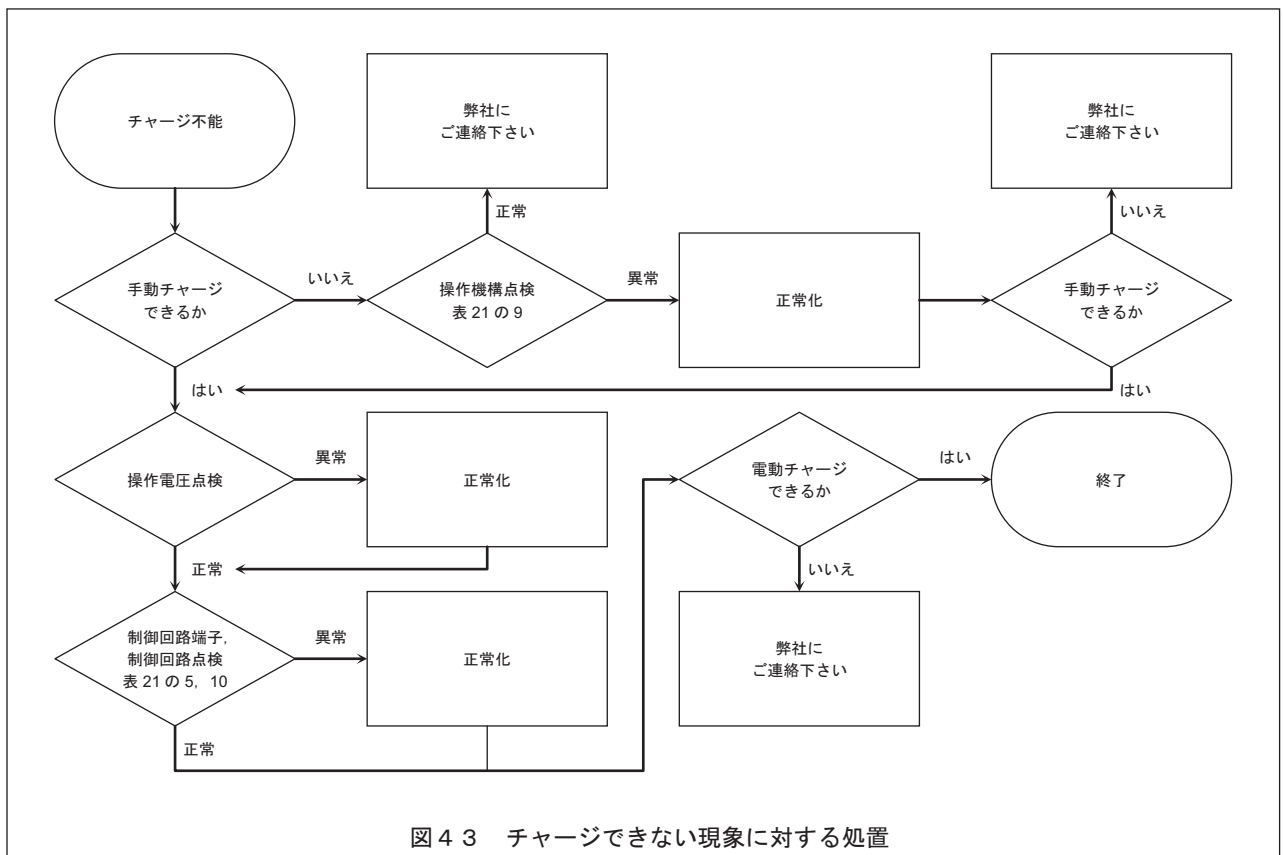 チャージ不能
弊社に
ご連絡下さい
弊社に
ご連絡下さい
正常
いいえ
手動チャージ
できるか
いいえ
操作機構点検
表 21 の 9
異常
正常化
手動チャージ
できるか
はい
はい
操作電圧点検
異常
正常化
電動チャージ
できるか
はい
終了
正常
いいえ
制御回路端子,
制御回路点検
表 21 の 5, 10
異常
正常化
弊社に
ご連絡下さい
正常
図４３ チャージできない現象に対する処置